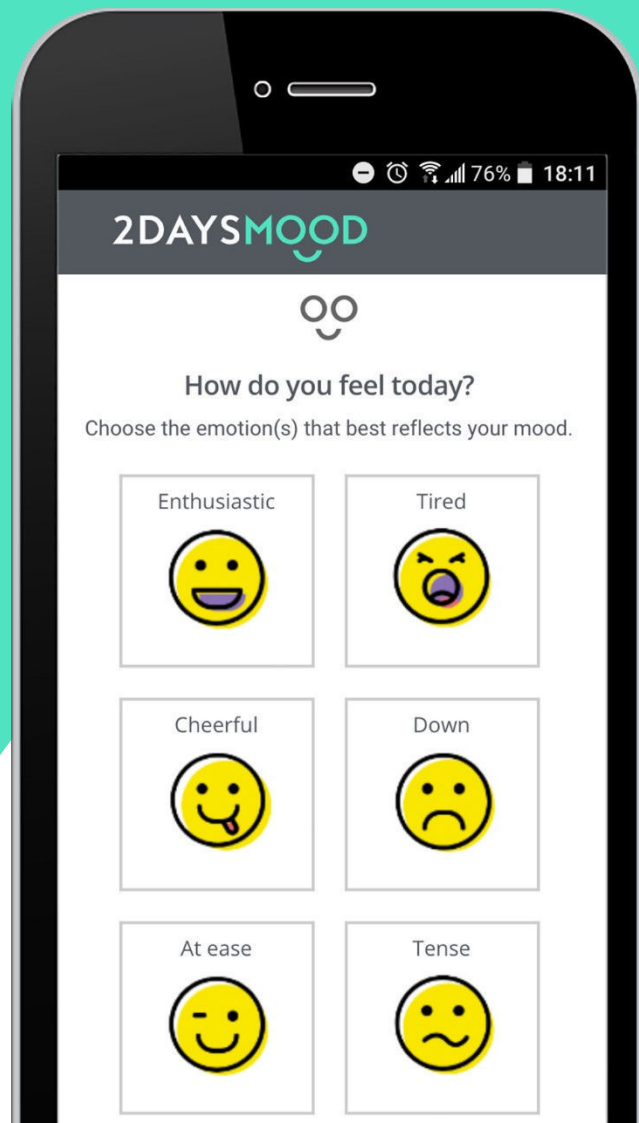 76% 18:11
2DAYSMOOD
How do you feel today?
Choose the emotion(s) that best reflects your mood.
Enthusiastic Tired
Cheerful Down
At ease Tense